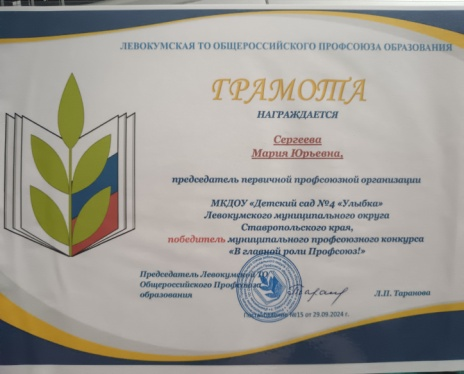 ЛЕВОКУМСКАЯ ТО ОБЩЕРОССИЙСКОГО ПРОФСОЮЗА ОБРАЗОВАНИЯ
ГРАМОТА
НАГРАЖДАЕТСЯ
Сергеева
Мария Юрьевна,
председатель первичной профсоюзной организации
МКДОУ «Детский сад №4 «Улыбка»
Левокумского муниципального округа
Ставропольского края,
победитель муниципального профсоюзного конкурса
«В главной роли Профсоюз!»
Председатель Левокумской ТО
Общероссийского Профсоюза
образования
Л.П. Таранова
№15 от 29.09.2024 г.